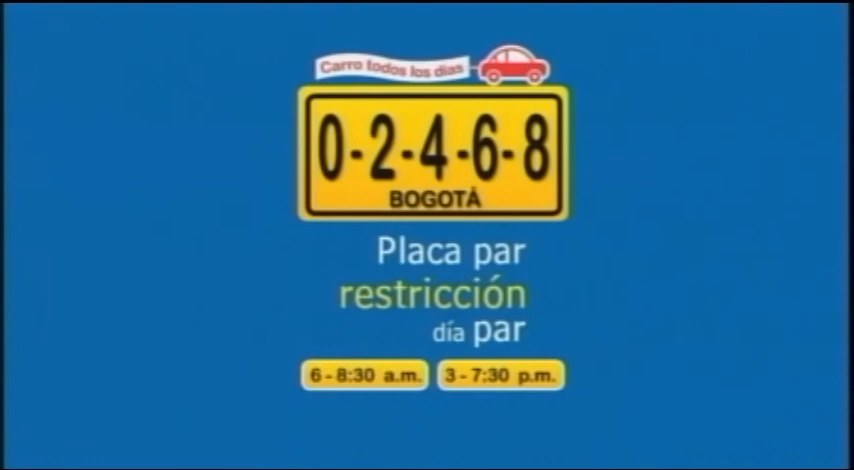 Carro todos los días
0-2-4-6-8
BOGOTÁ
Placa par
restricción
día par
6 - 8:30 a.m. 3 - 7:30 p.m.